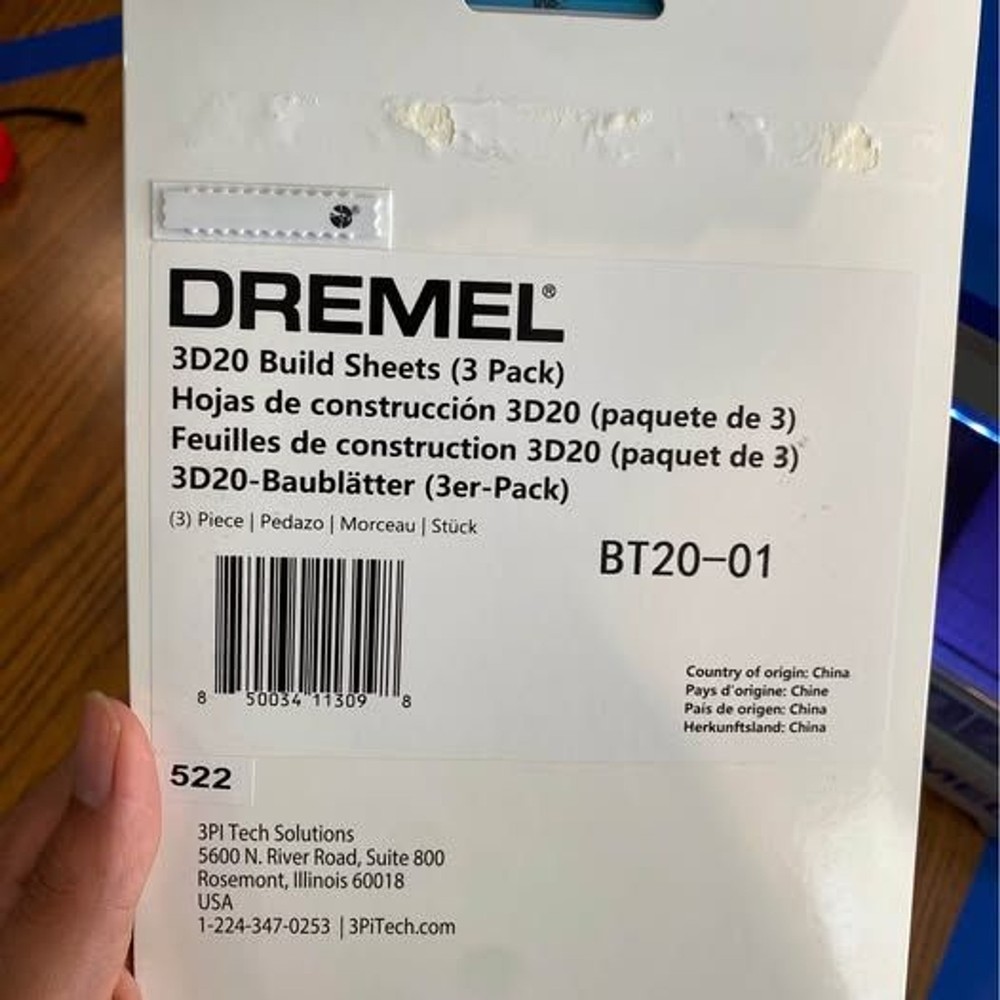 DREMEL®
3D20 Build Sheets (3 Pack)
Hojas de construcción 3D20 (paquete de 3)
Feuilles de construction 3D20 (paquet de 3)
3D20-Baublätter (3er-Pack)
(3) Piece | Pedazo | Morceau | Stück
BT20-01
8 50034 11309 8
Country of origin: China
Pays d'origine: Chine
País de origen: China
Herkunftsland: China
522
3PI Tech Solutions
5600 N. River Road, Suite 800
Rosemont, Illinois 60018
USA
1-224-347-0253 | 3PiTech.com